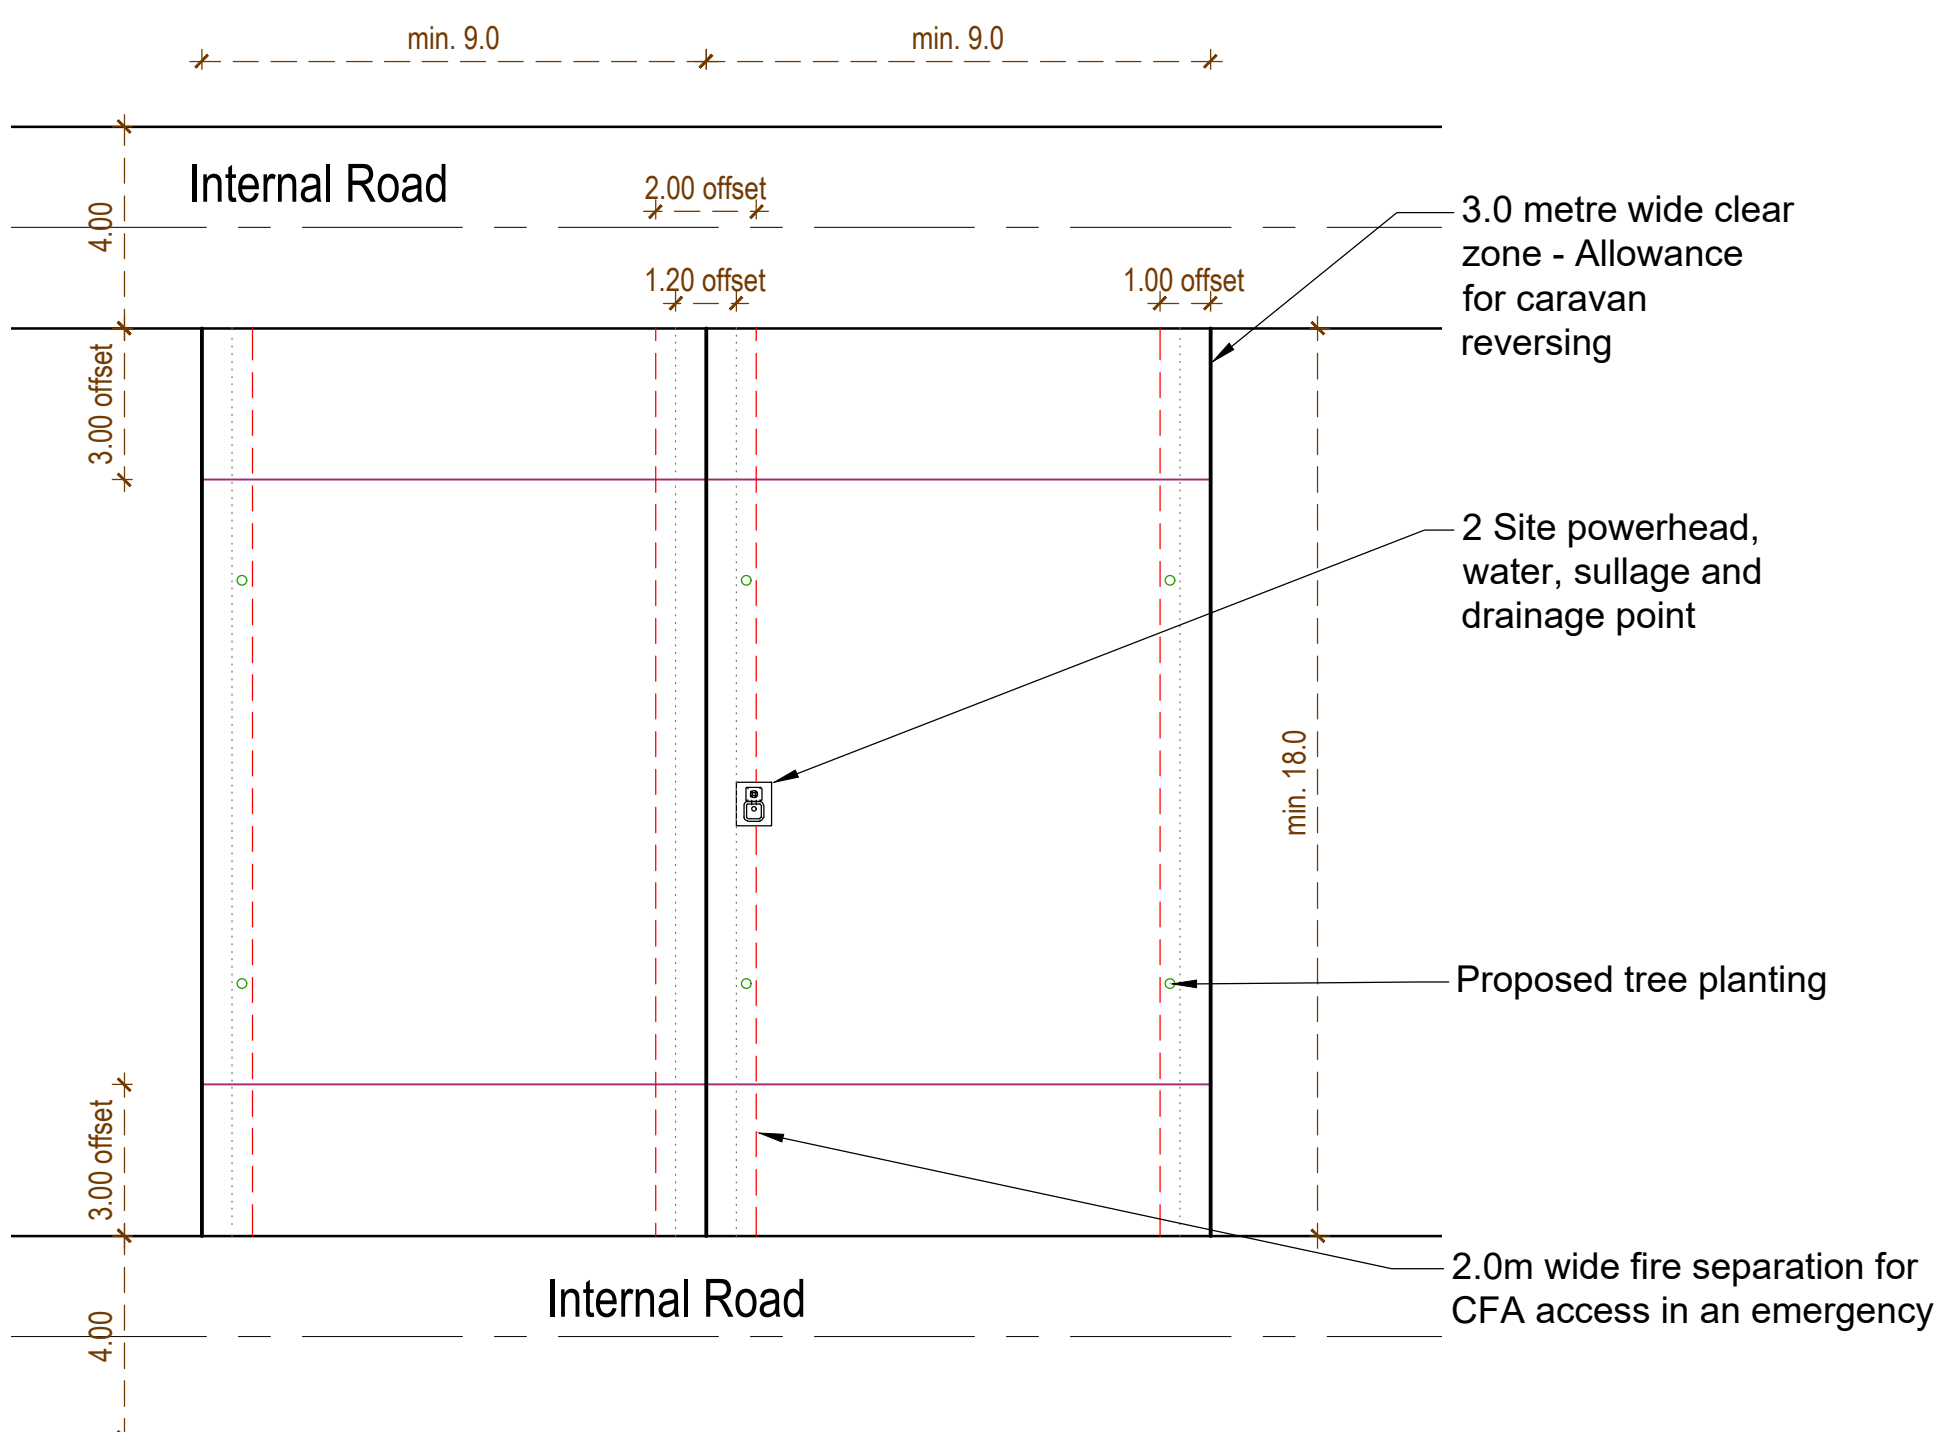 min. 9.0
min. 9.0
Internal Road
4.00
2.00 offset
3.0 metre wide clear
zone - Allowance
for caravan
reversing
1.20 offset
1.00 offset
3.00 offset
2 Site powerhead,
water, sullage and
drainage point
min. 18.0
Proposed tree planting
3.00 offset
2.0m wide fire separation for
CFA access in an emergency
Internal Road
4.00